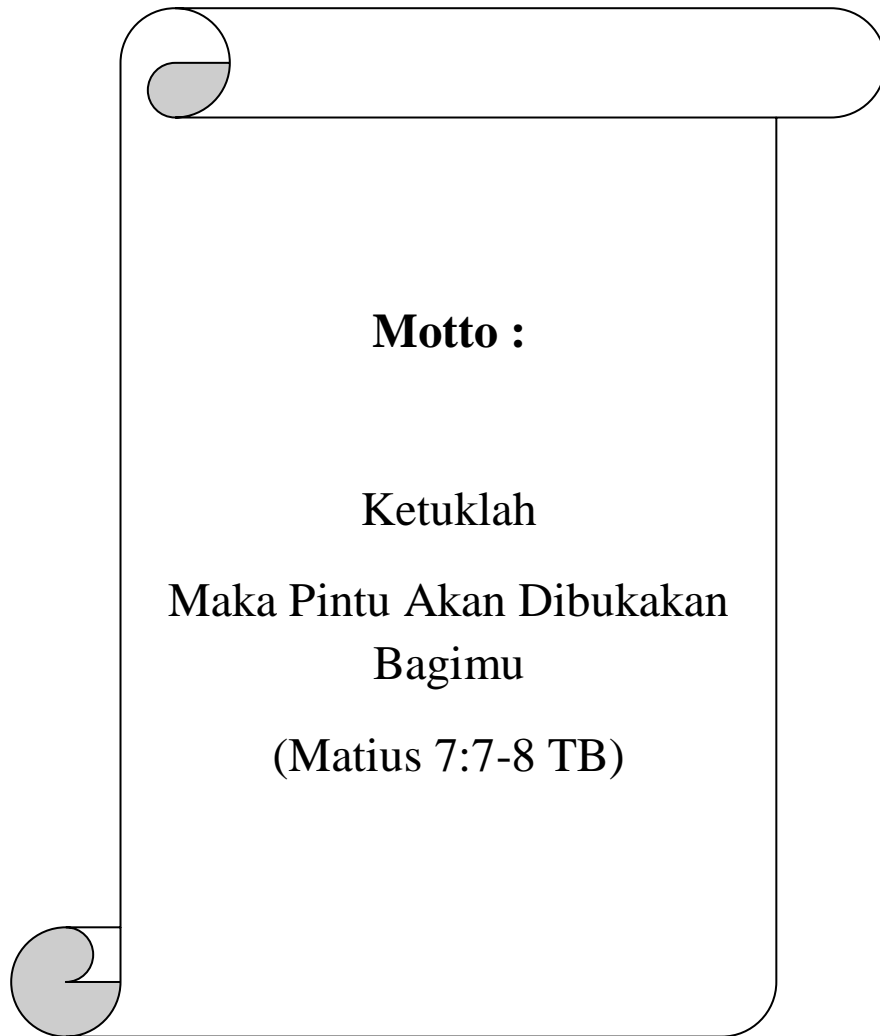 Motto :
Ketuklah
Maka Pintu Akan Dibukakan
Bagimu
(Matius 7:7-8 TB)